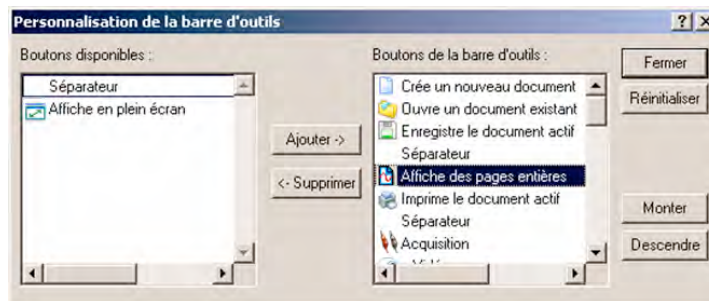 Personnalisation de la barre d'outils
Boutons disponibles :
Séparateur
Affiche en plein écran
Ajouter ->
<- Supprimer
Boutons de la barre d'outils :
Crée un nouveau document
Ouvre un document existant
Enregistre le document actif
Séparateur
Affiche des pages entières
Imprime le document actif
Séparateur
Acquisition
Fermer
Réinitialiser
Monter
Descendre